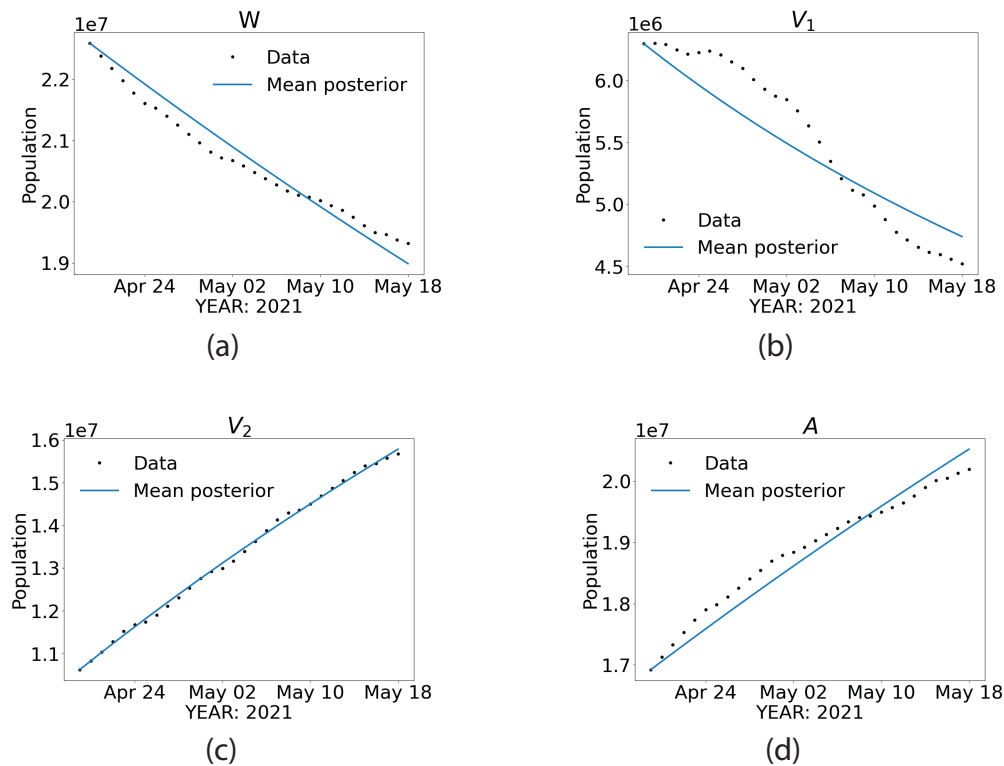 W
1e7
Data
Mean posterior
2.2
2.1
2.0
1.9
Population
Apr 24 May 02 May 10 May 18
YEAR: 2021
(a)
V1
1e6
6.0
5.5
5.0
4.5
Population
Data
Mean posterior
Apr 24 May 02 May 10 May 18
YEAR: 2021
(b)
V2
1e7
1.6
1.5
1.4
1.3
1.2
1.1
Population
Data
Mean posterior
Apr 24 May 02 May 10 May 18
YEAR: 2021
(c)
A
1e7
2.0
1.9
1.8
1.7
Population
Data
Mean posterior
Apr 24 May 02 May 10 May 18
YEAR: 2021
(d)